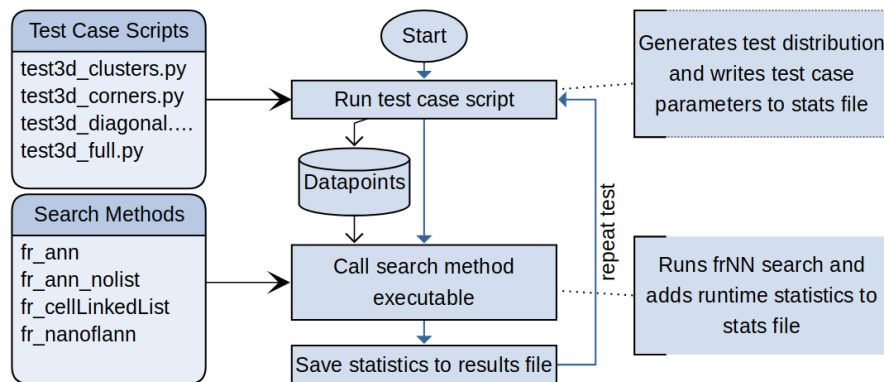 Test Case Scripts
test3d_clusters.py
test3d_corners.py
test3d_diagonal....
test3d_full.py
Search Methods
fr_ann
fr_ann_nolist
fr_cellLinkedList
fr_nanoflann
Start
Run test case script
Datapoints
Call search method
executable
Save statistics to results file
repeat test
Generates test distribution
and writes test case
parameters to stats file
Runs frNN search and
adds runtime statistics to
stats file